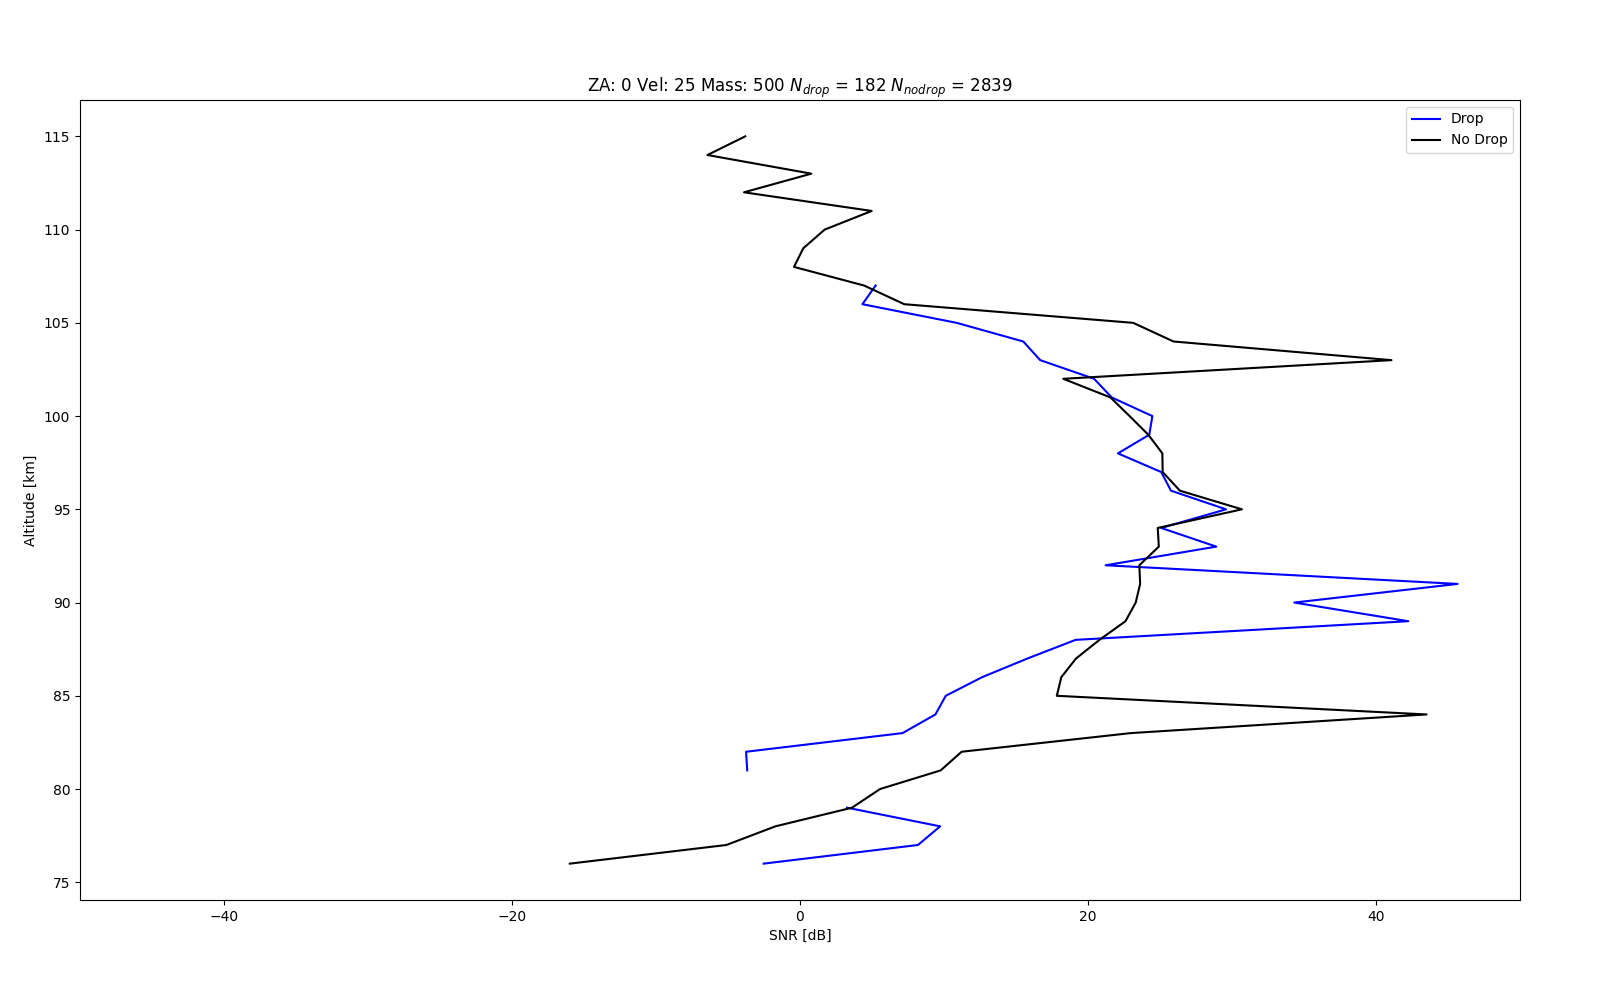 ZA: 0 Vel: 25 Mass: 500 N_drop = 182 N_nodrop = 2839
Drop
No Drop
115
110
105
100
95
90
85
80
75
Altitude [km]
−40
−20
0
20
40
SNR [dB]